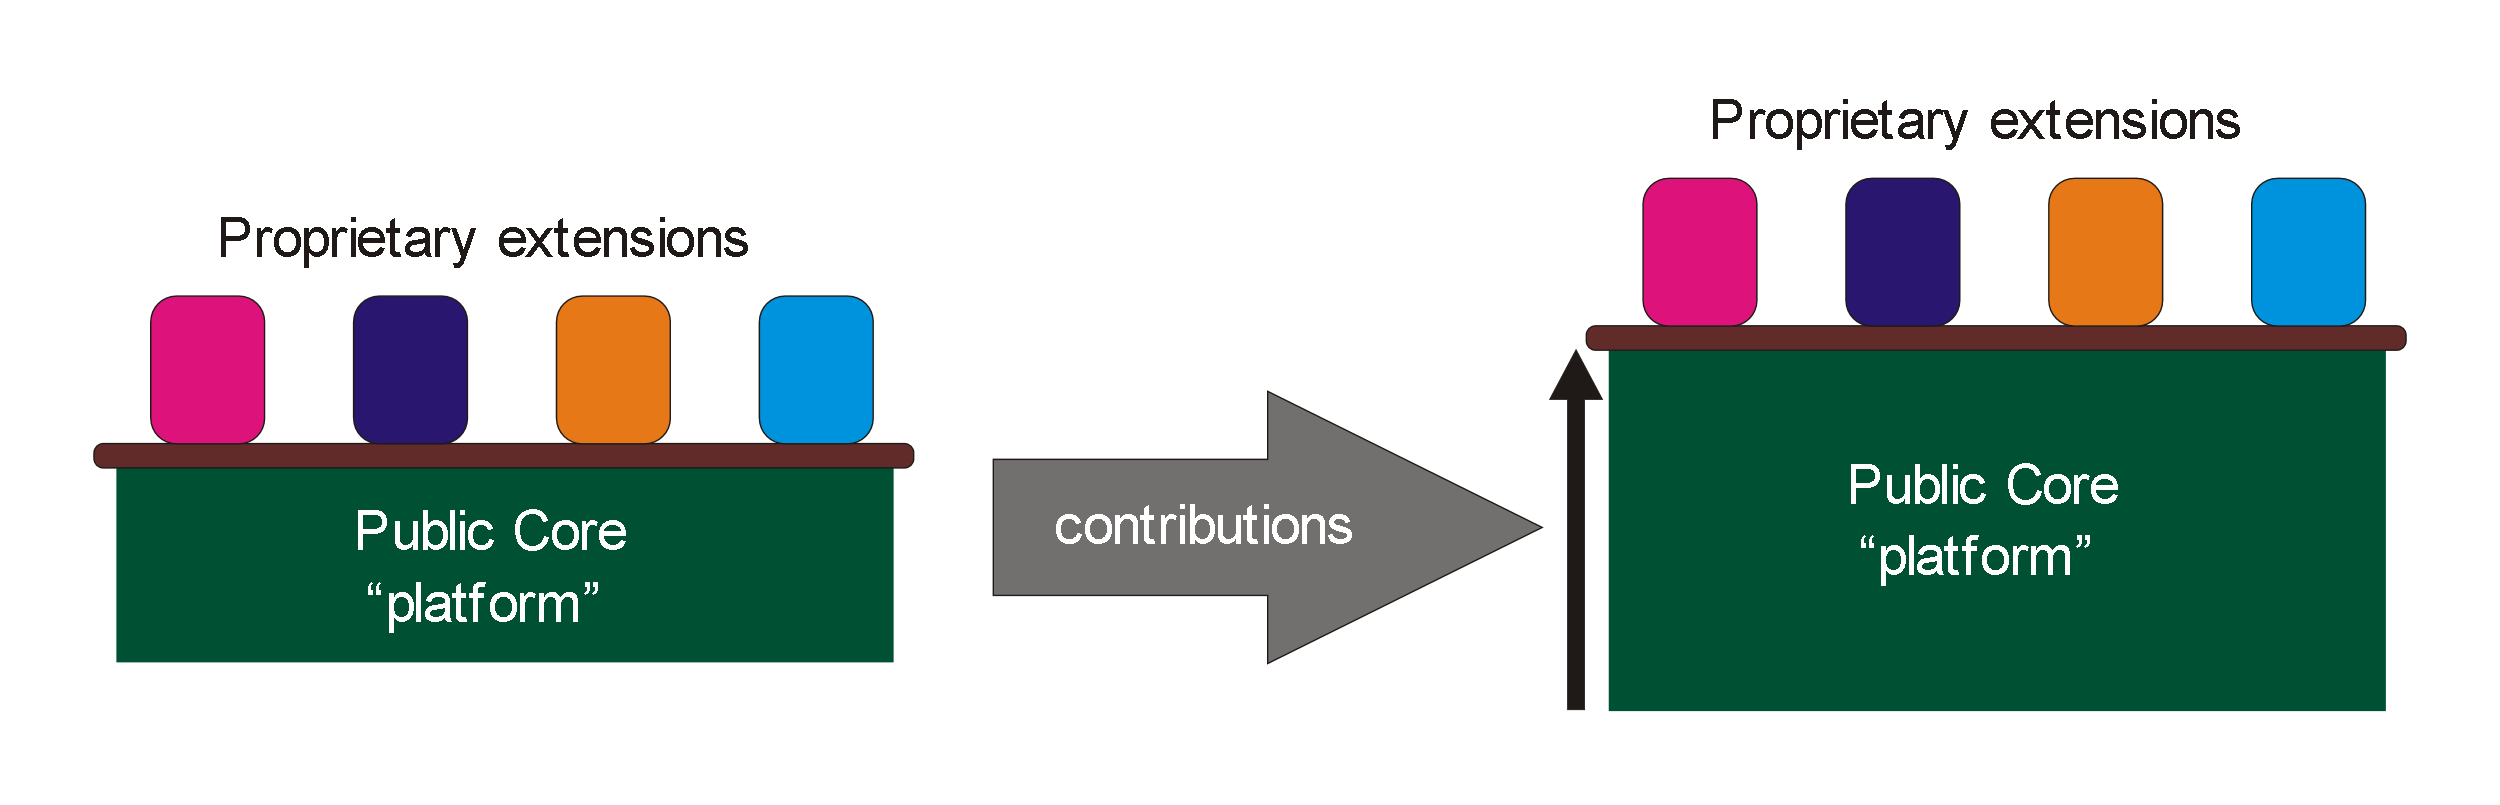 Proprietary extensions
Public Core
“platform”
contributions
Proprietary extensions
Public Core
“platform”